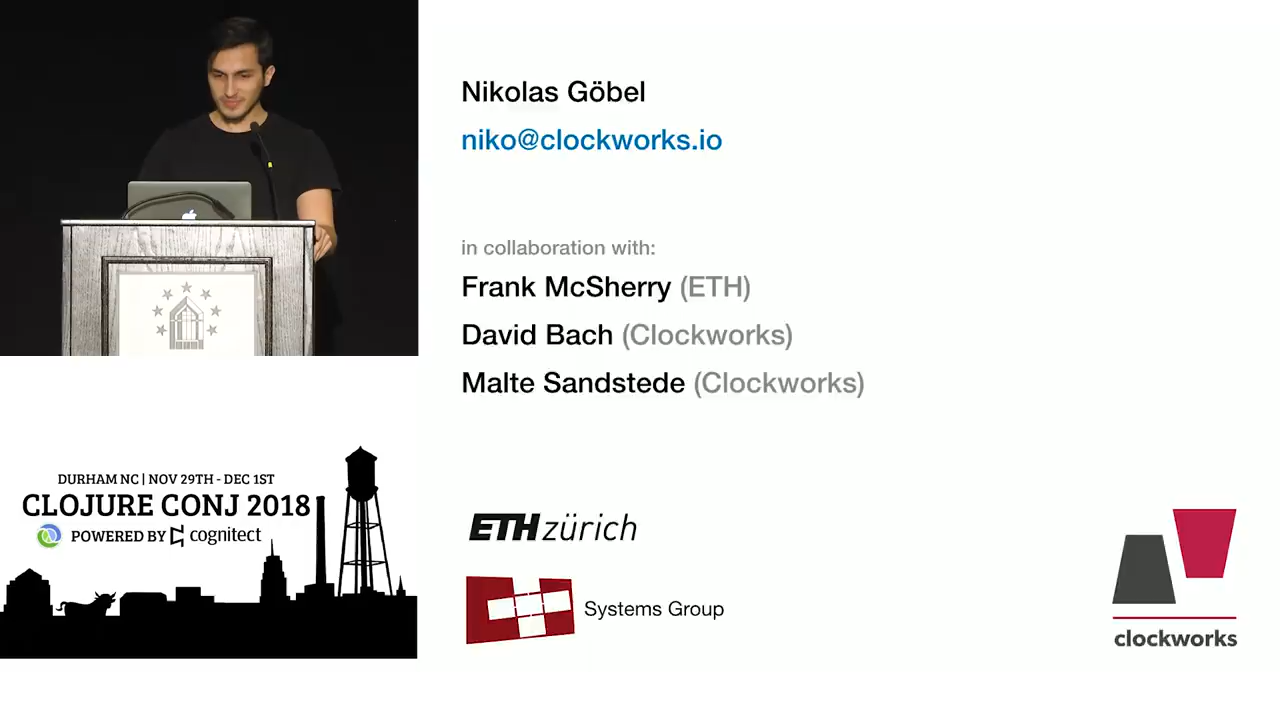 Nikolas Göbel
niko@clockworks.io
in collaboration with:
Frank McSherry (ETH)
David Bach (Clockworks)
Malte Sandstede (Clockworks)
DURHAM NC | NOV 29TH - DEC 1ST
CLOJURE CONJ 2018
POWERED BY cognitect
ETH zürich
Systems Group
clockworks